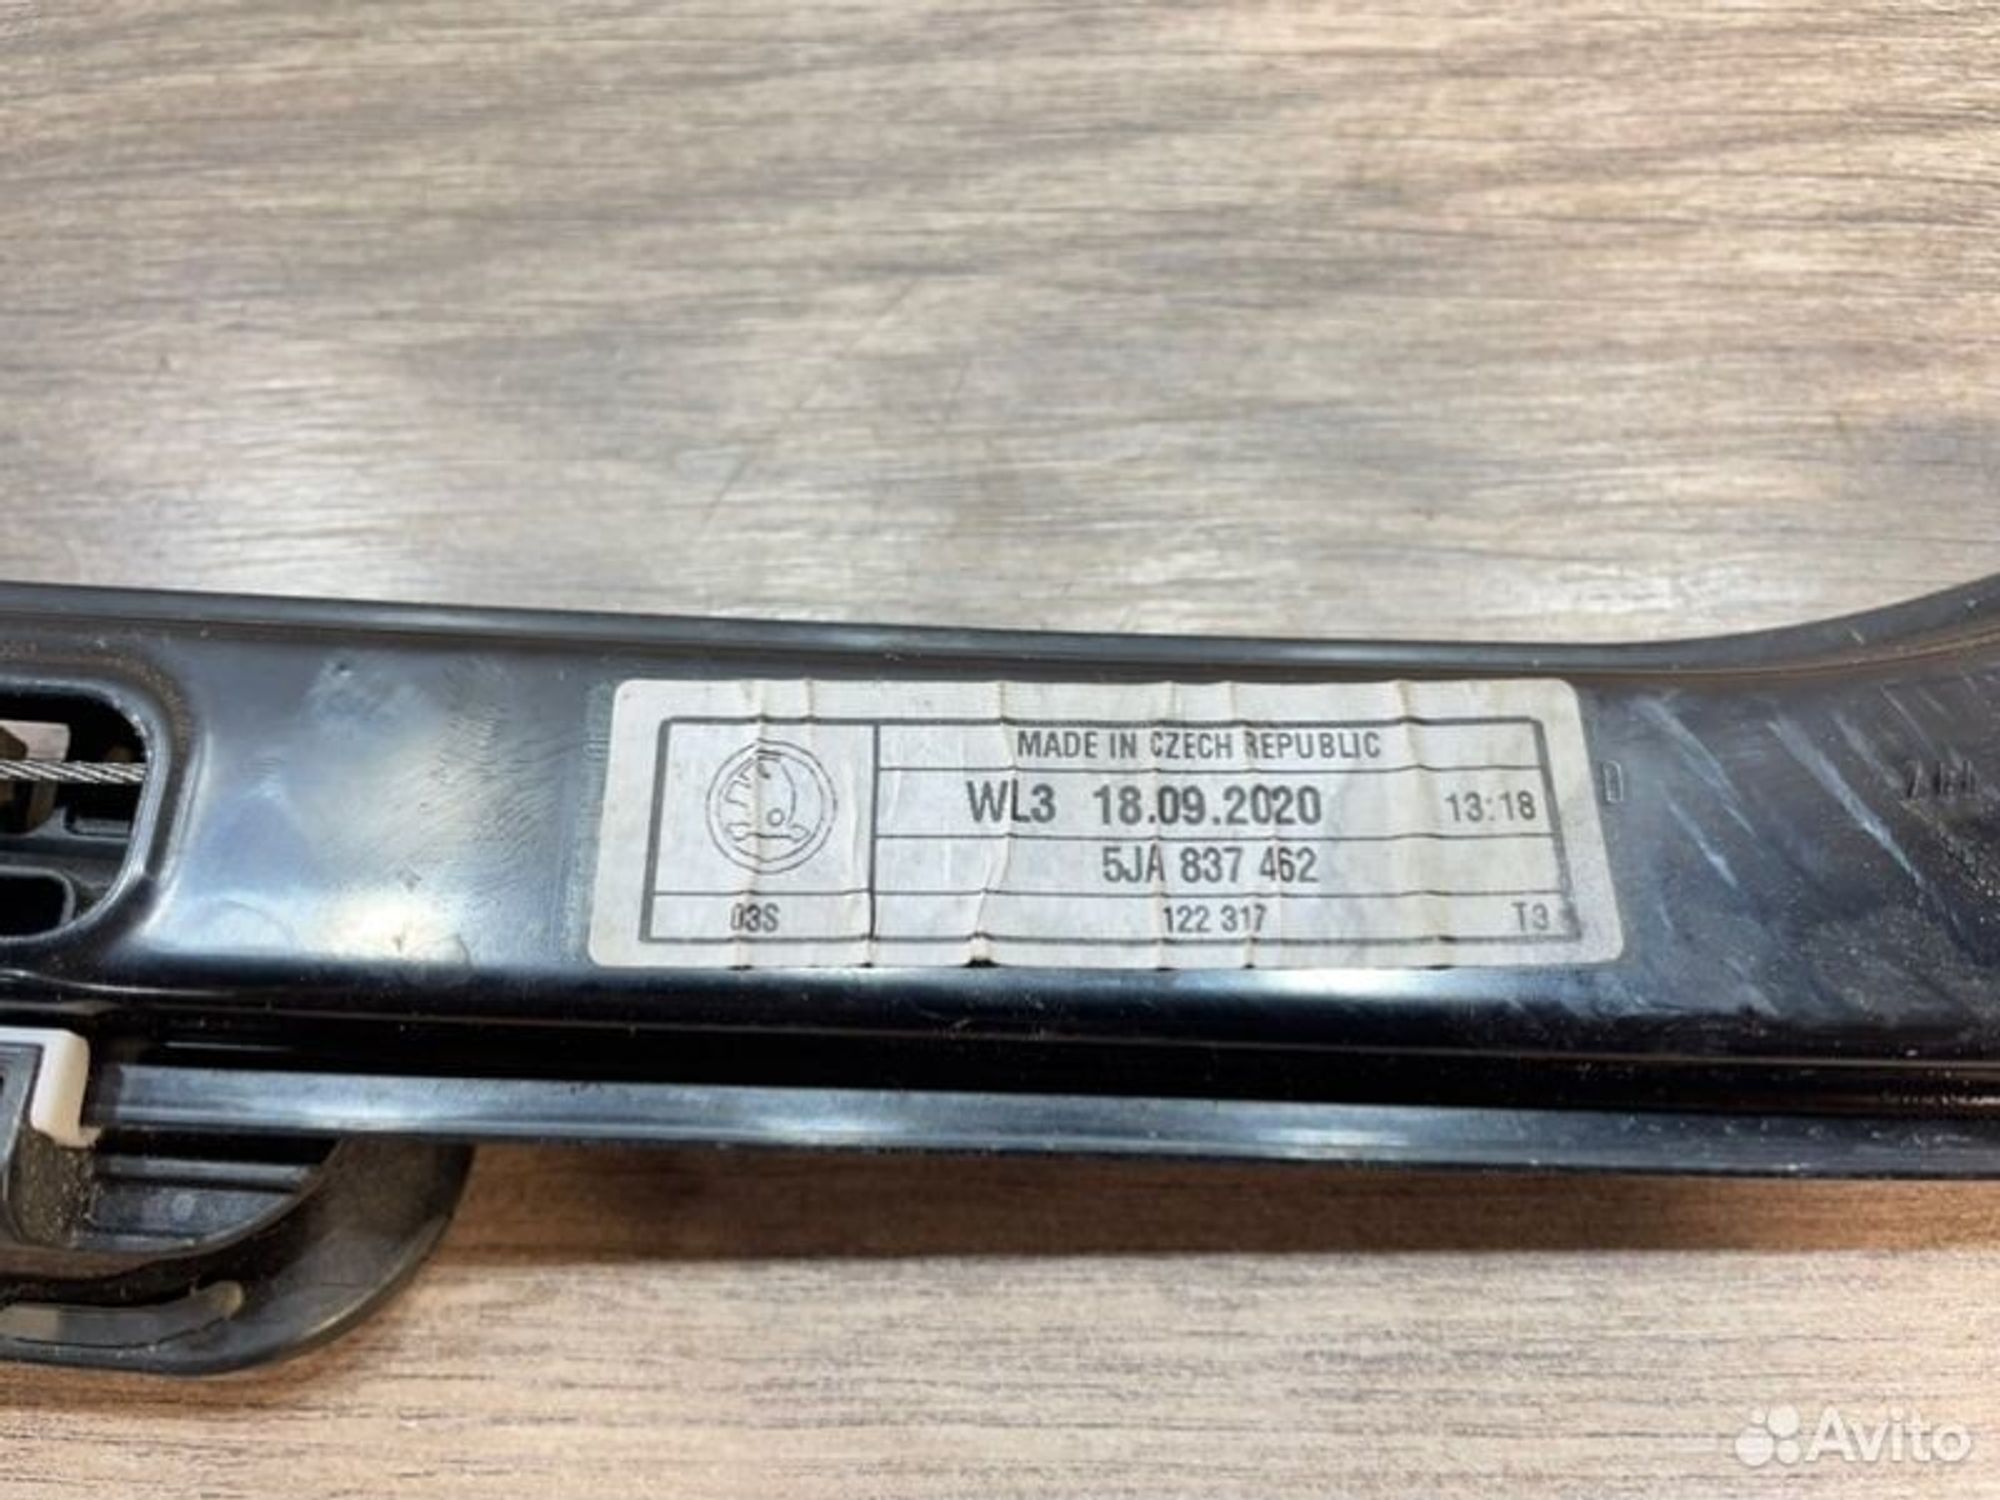 MADE IN CZECH REPUBLIC
WL3 18.09.2020 13:18
5JA 837 462
03S 122 317 T3
Avito